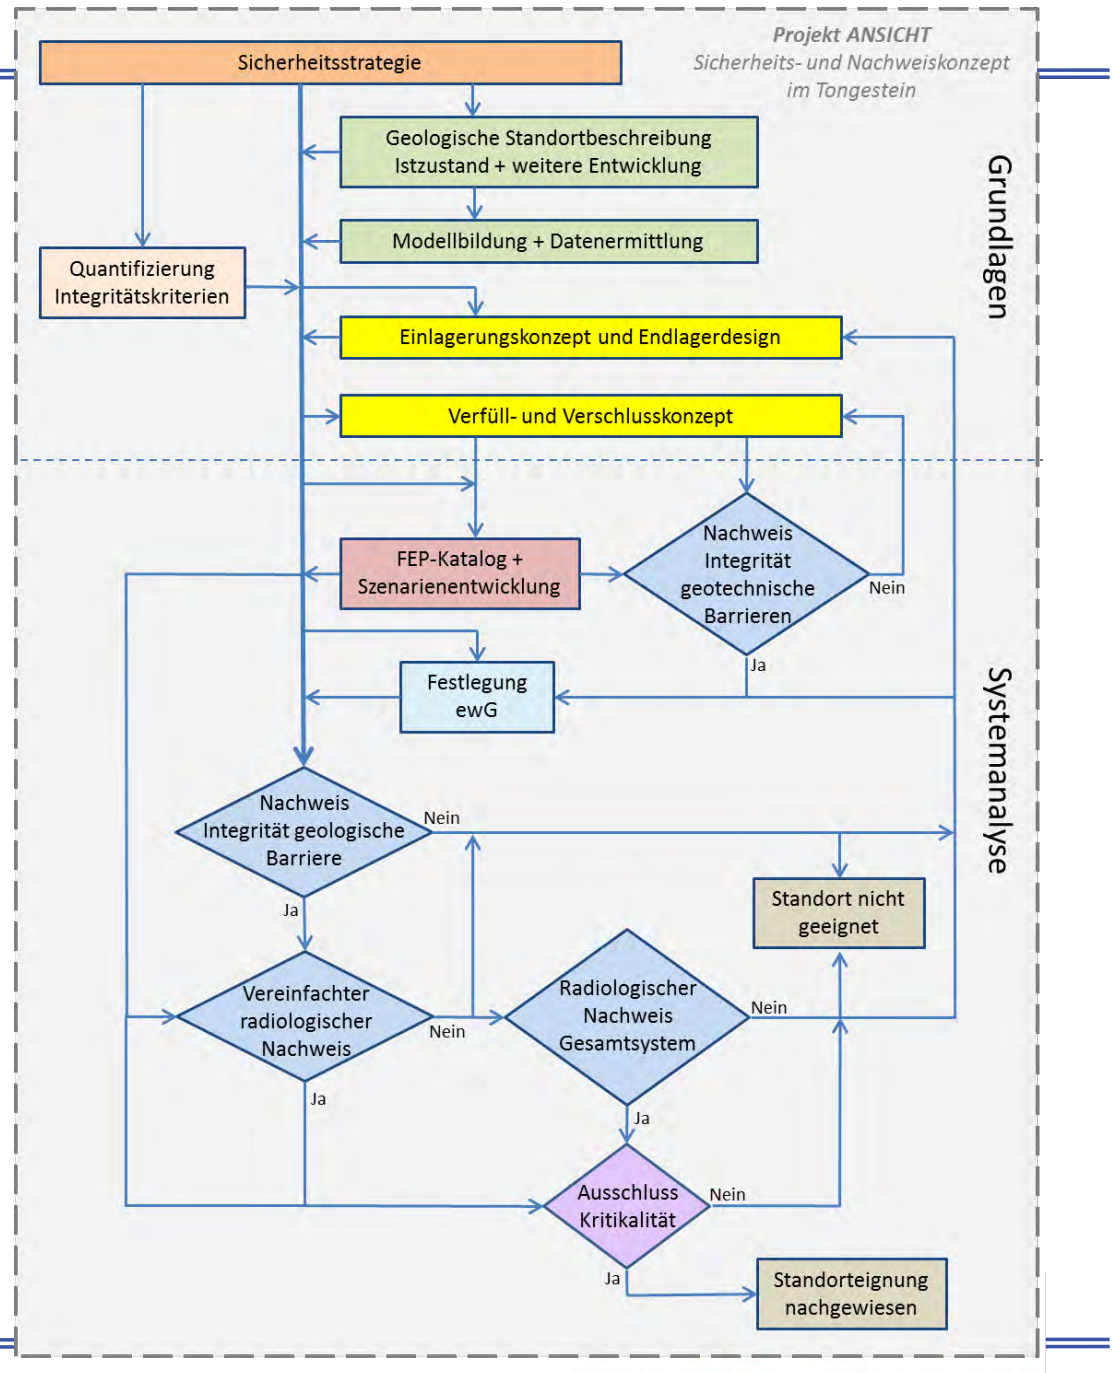 Projekt ANSICHT
Sicherheits- und Nachweiskonzept
im Tongestein
Sicherheitsstrategie
Geologische Standortbeschreibung
Istzustand + weitere Entwicklung
Modellbildung + Datenermittlung
Quantifizierung
Integritätskriterien
Einlagerungskonzept und Endlagerdesign
Verfüll- und Verschlusskonzept
Grundlagen
Nachweis
Integrität
geotechnische
Barrieren
Nein
Ja
FEP-Katalog +
Szenarienentwicklung
Festlegung
ewG
Systemanalyse
Nachweis
Integrität geologische
Barriere
Nein
Ja
Standort nicht
geeignet
Vereinfachter
radiologischer
Nachweis
Nein
Ja
Radiologischer
Nachweis
Gesamtsystem
Nein
Ja
Ausschluss
Kritikalität
Nein
Ja
Standorteignung
nachgewiesen